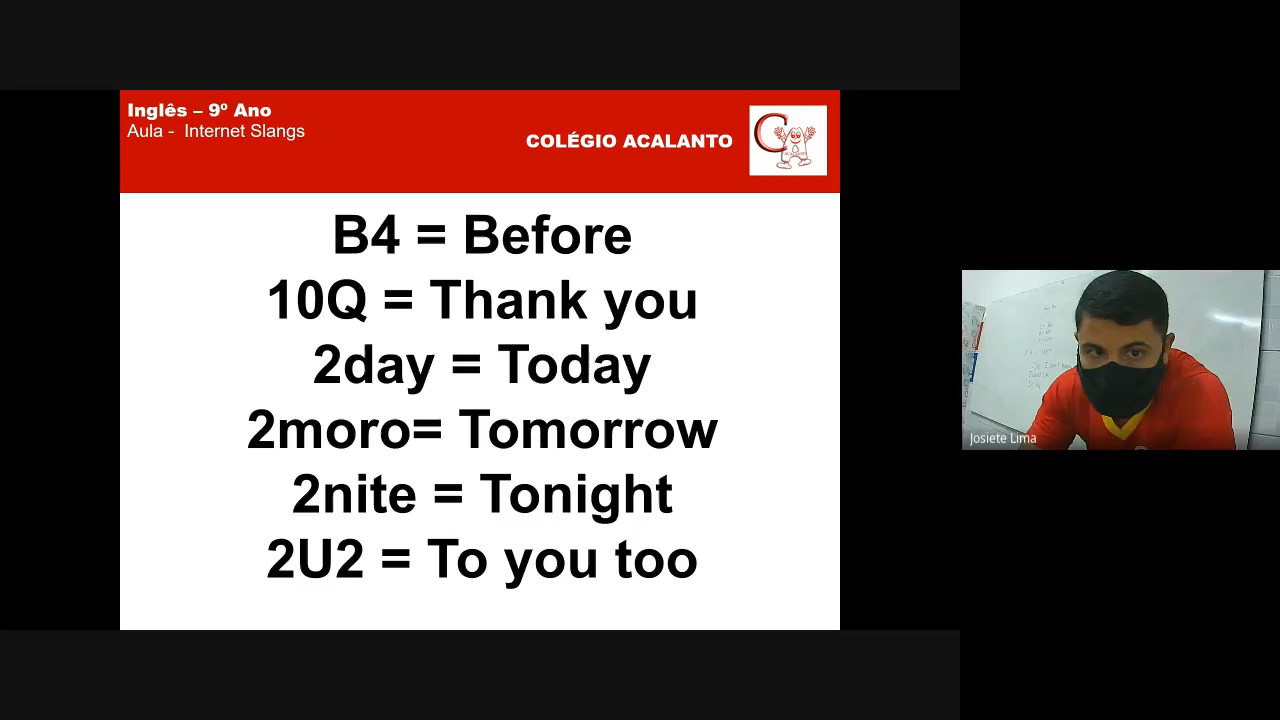 Inglês – 9º Ano
Aula - Internet Slangs
COLÉGIO ACALANTO
B4 = Before
10Q = Thank you
2day = Today
2moro= Tomorrow
2nite = Tonight
2U2 = To you too
Josiete Lima